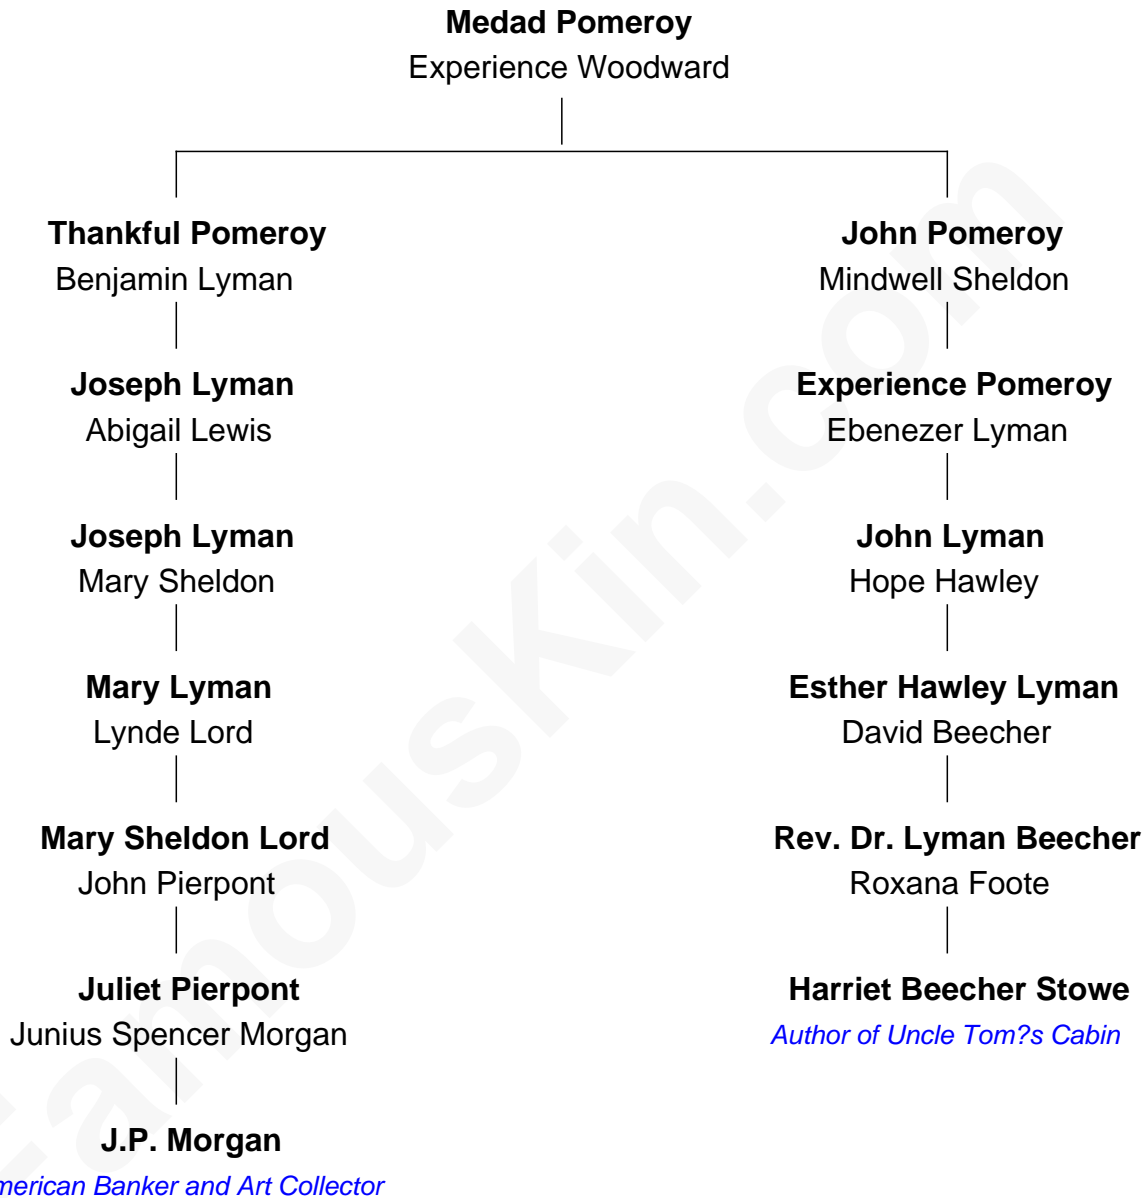 Medad Pomeroy
Experience Woodward
Thankful Pomeroy
Benjamin Lyman
Joseph Lyman
Abigail Lewis
Joseph Lyman
Mary Sheldon
Mary Lyman
Lynde Lord
Mary Sheldon Lord
John Pierpont
Juliet Pierpont
Junius Spencer Morgan
J.P. Morgan
merican Banker and Art Collector
John Pomeroy
Mindwell Sheldon
Experience Pomeroy
Ebenezer Lyman
John Lyman
Hope Hawley
Esther Hawley Lyman
David Beecher
Rev. Dr. Lyman Beecher
Roxana Foote
Harriet Beecher Stowe
Author of Uncle Tom?s Cabin
FamousKin.com